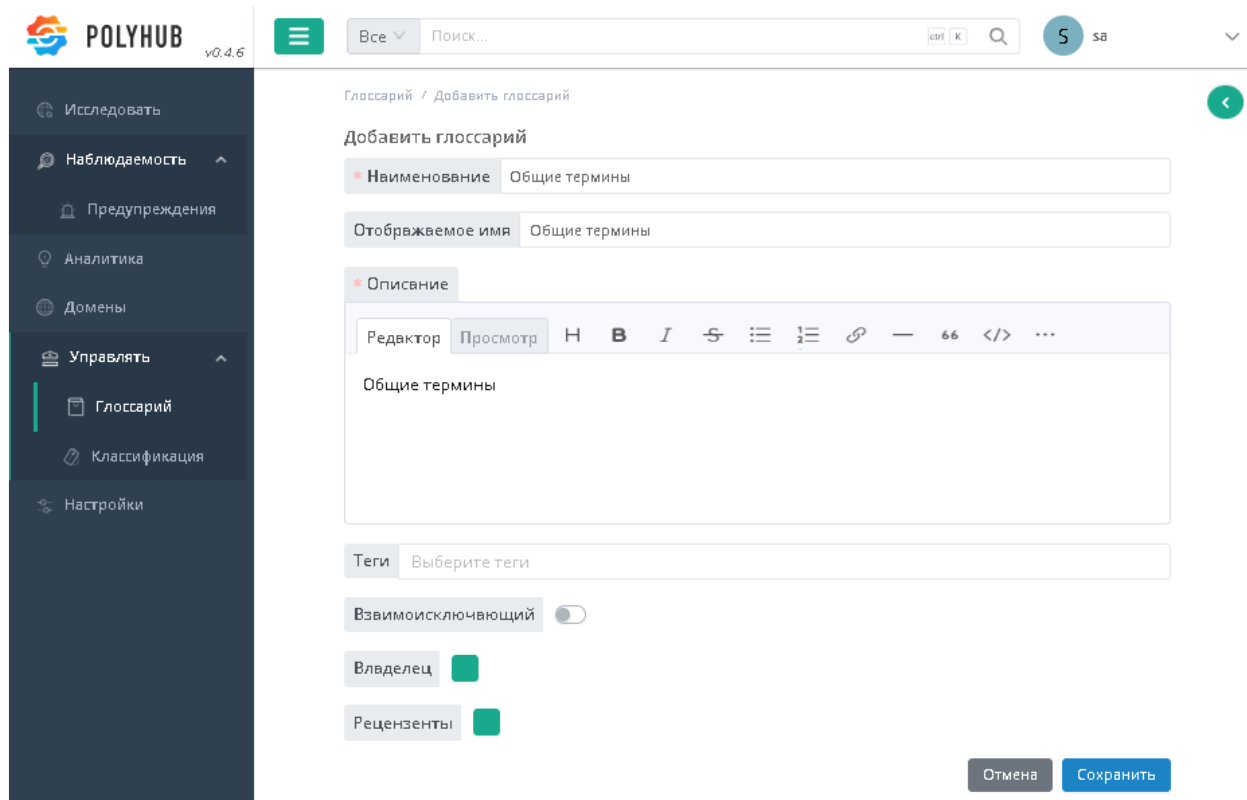 POLYHUB v0.4.6
Все Поиск... ctrl K S sa
Исследовать
Наблюдаемость
Предупреждения
Аналитика
Домены
Управлять
Глоссарий
Классификация
Настройки
Глоссарий / Добавить глоссарий
Добавить глоссарий
* Наименование Общие термины
Отображаемое имя Общие термины
* Описание
Редактор Просмотр H B I S 66 </> ...
Общие термины
Теги Выберите теги
Взаимоисключающий
Владелец
Рецензенты
Отмена Сохранить